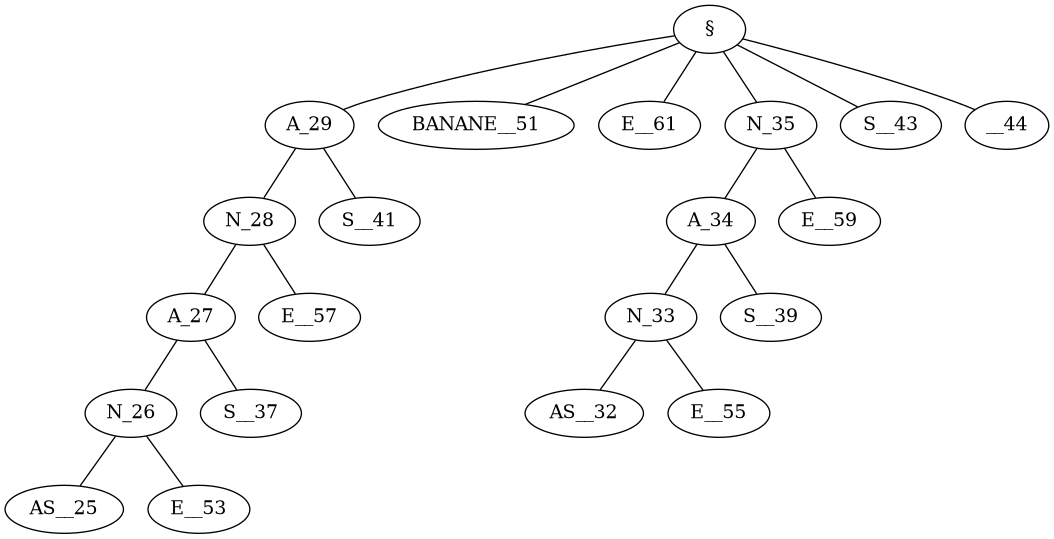 §
A_29 BANANE__51 E__61 N_35 S__43 __44
N_28 S__41 A_34 E__59
A_27 E__57 N_33 S__39
N_26 S__37 AS__32 E__55
AS__25 E__53